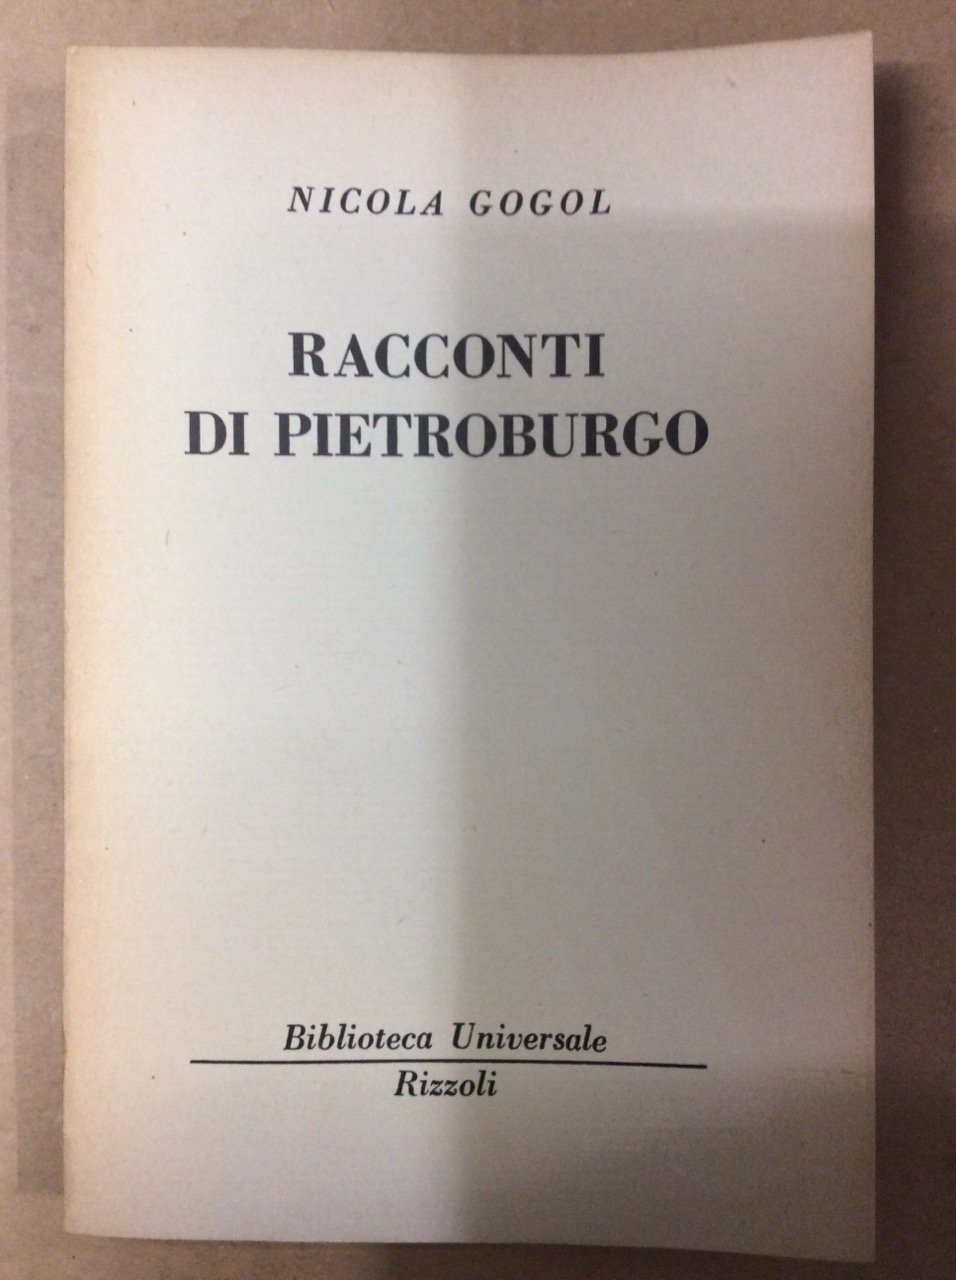 NICOLA GOGOL
RACCONTI
DI PIETROBURGO
Biblioteca Universale
Rizzoli